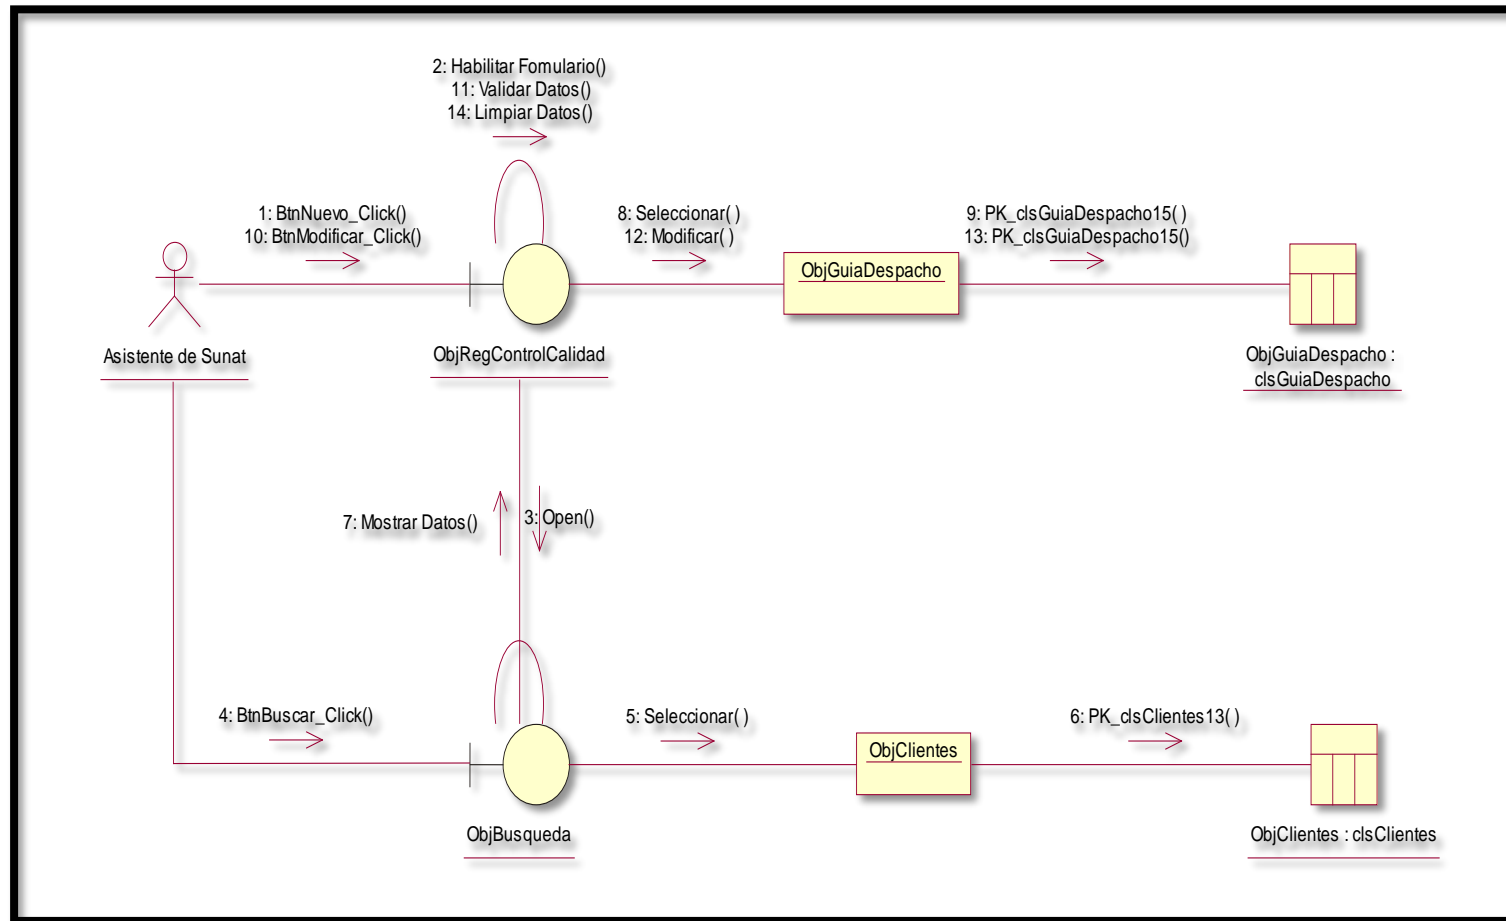 2: Habilitar Fomulario()
11: Validar Datos()
14: Limpiar Datos()
1: BtnNuevo_Click()
10: BtnModificar_Click()
8: Seleccionar( )
12: Modificar( )
9: PK_clsGuiaDespacho15( )
13: PK_clsGuiaDespacho15()
ObjGuiaDespacho
Asistente de Sunat
ObjRegControlCalidad
ObjGuiaDespacho :
clsGuiaDespacho
7: Mostrar Datos()
3: Open()
4: BtnBuscar_Click()
5: Seleccionar( )
6: PK_clsClientes13( )
ObjClientes
ObjBusqueda
ObjClientes : clsClientes